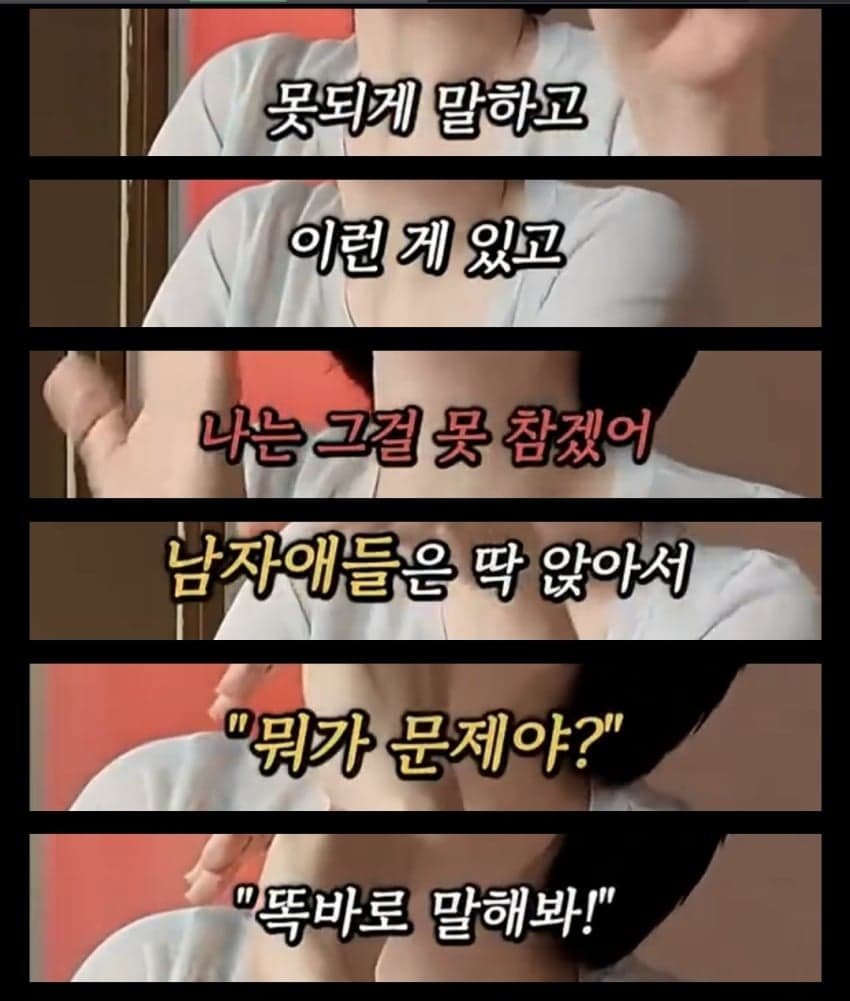 못되게 말하고
이런 게 있고
나는 그걸 못 참겠어
남자애들은 딱 앉아서
"뭐가 문제야?"
"똑바로 말해봐!"